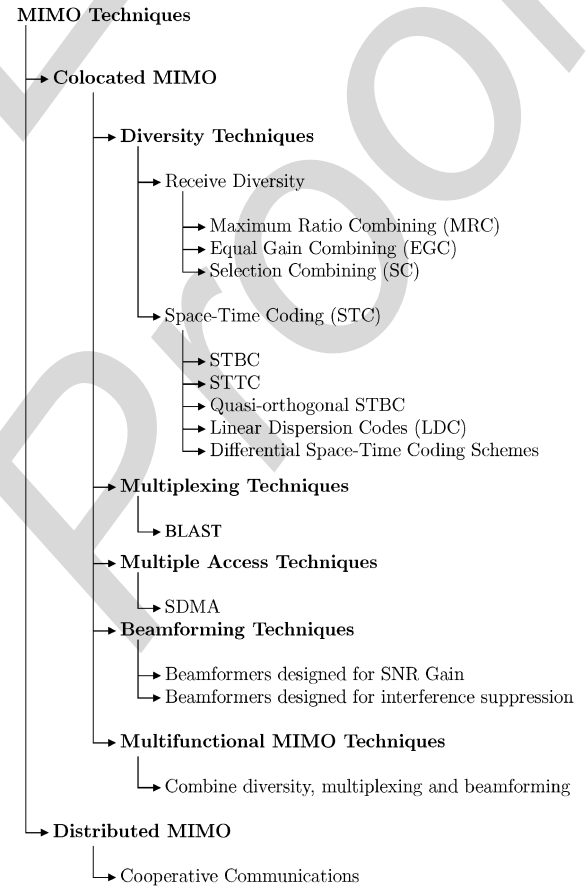 MIMO Techniques
Colocated MIMO
Diversity Techniques
Receive Diversity
Maximum Ratio Combining (MRC)
Equal Gain Combining (EGC)
Selection Combining (SC)
Space-Time Coding (STC)
STBC
STTC
Quasi-orthogonal STBC
Linear Dispersion Codes (LDC)
Differential Space-Time Coding Schemes
Multiplexing Techniques
BLAST
Multiple Access Techniques
SDMA
Beamforming Techniques
Beamformers designed for SNR Gain
Beamformers designed for interference suppression
Multifunctional MIMO Techniques
Combine diversity, multiplexing and beamforming
Distributed MIMO
Cooperative Communications
Proo